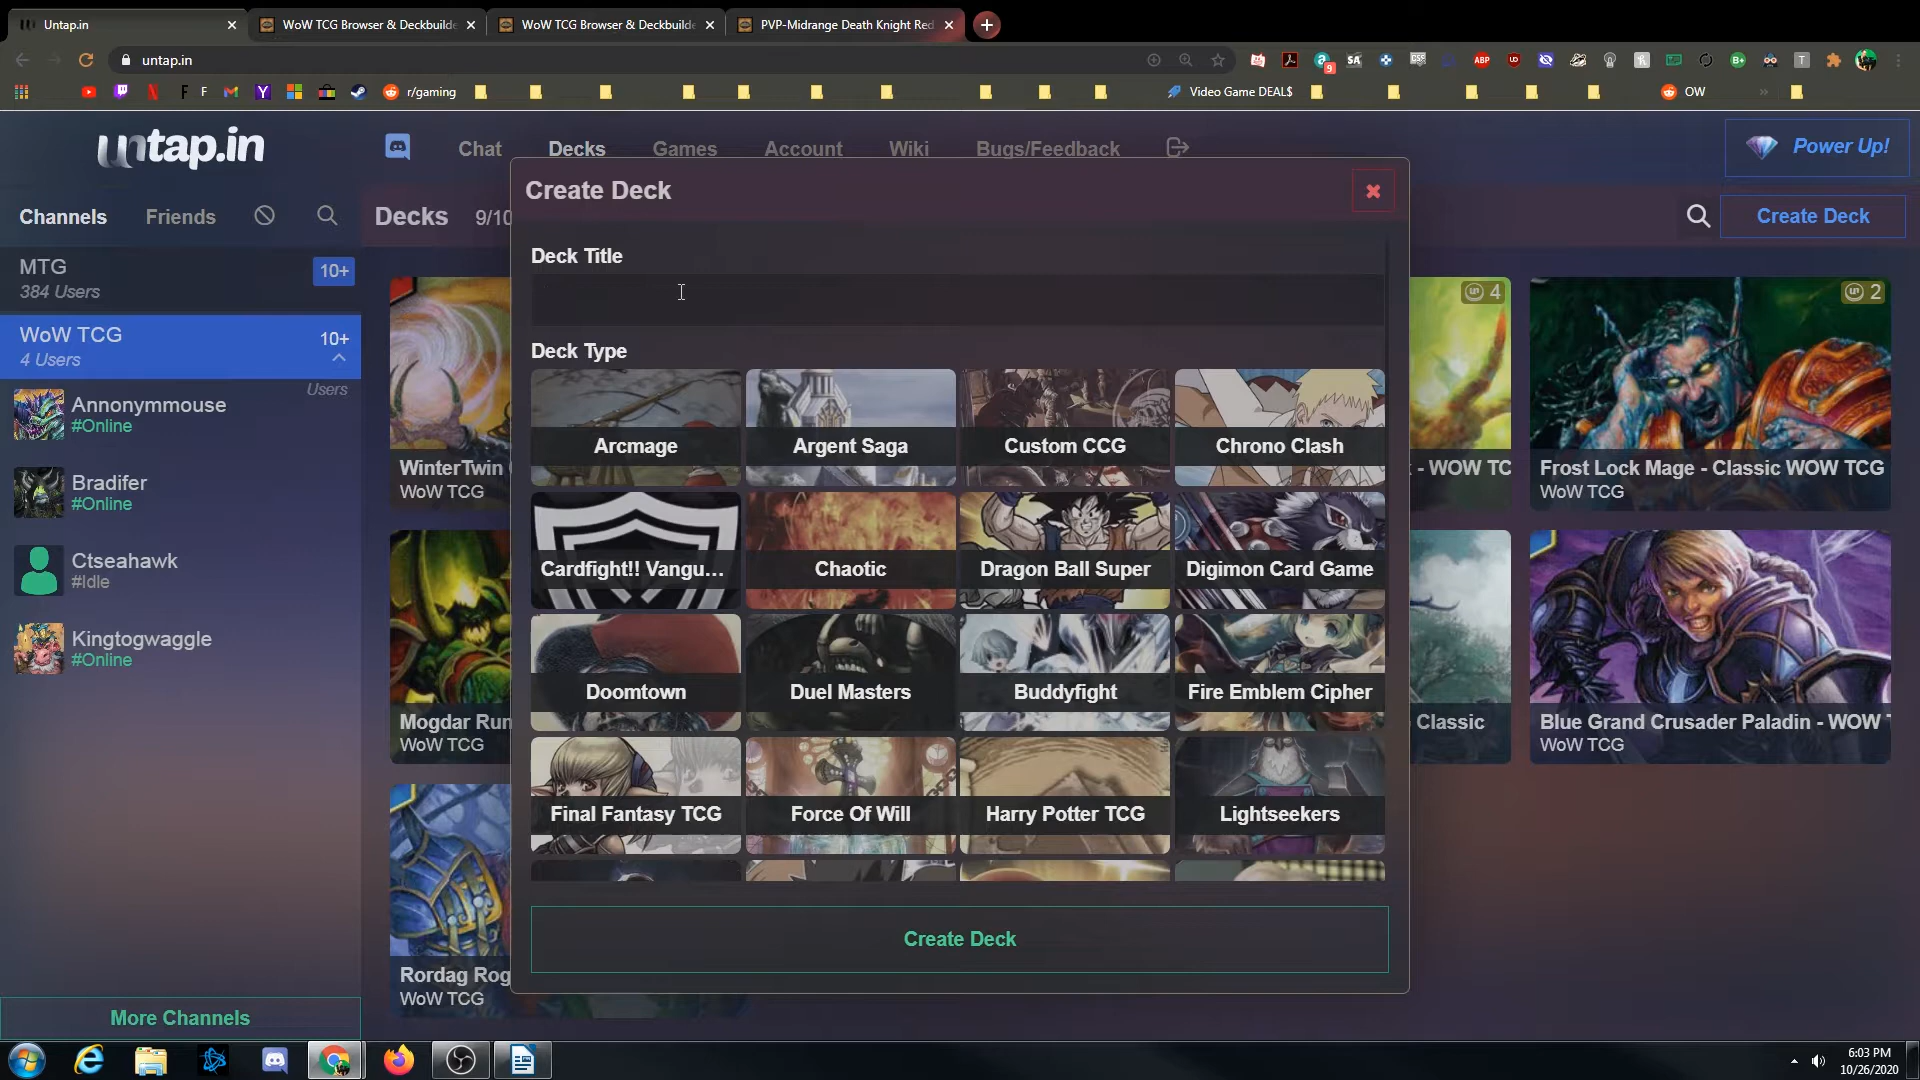 Untap.in
WoW TCG Browser & Deckbuilde
WoW TCG Browser & Deckbuilde
PVP-Midrange Death Knight Red
untap.in
r/gaming
Video Game DEAL$
OW
untap.in
Chat
Decks
Games
Account
Wiki
Bugs/Feedback
Power Up!
Channels
Friends
Decks
9/10
Create Deck
MTG
384 Users
10+
WoW TCG
4 Users
10+
Users
Annonymmouse
#Online
Bradifer
#Online
Ctseahawk
#Idle
Kingtogwaggle
#Online
More Channels
Create Deck
Deck Title
Deck Type
Arcmage
Argent Saga
Custom CCG
Chrono Clash
Cardfight!! Vangu...
Chaotic
Dragon Ball Super
Digimon Card Game
Doomtown
Duel Masters
Buddyfight
Fire Emblem Cipher
Final Fantasy TCG
Force Of Will
Harry Potter TCG
Lightseekers
Create Deck
WinterTwin
WoW TCG
4
- WOW TC
2
Frost Lock Mage - Classic WOW TCG
WoW TCG
Mogdar Run
WoW TCG
Classic
Blue Grand Crusader Paladin - WOW T
WoW TCG
Rordag Rog
WoW TCG
6:03 PM
10/26/2020